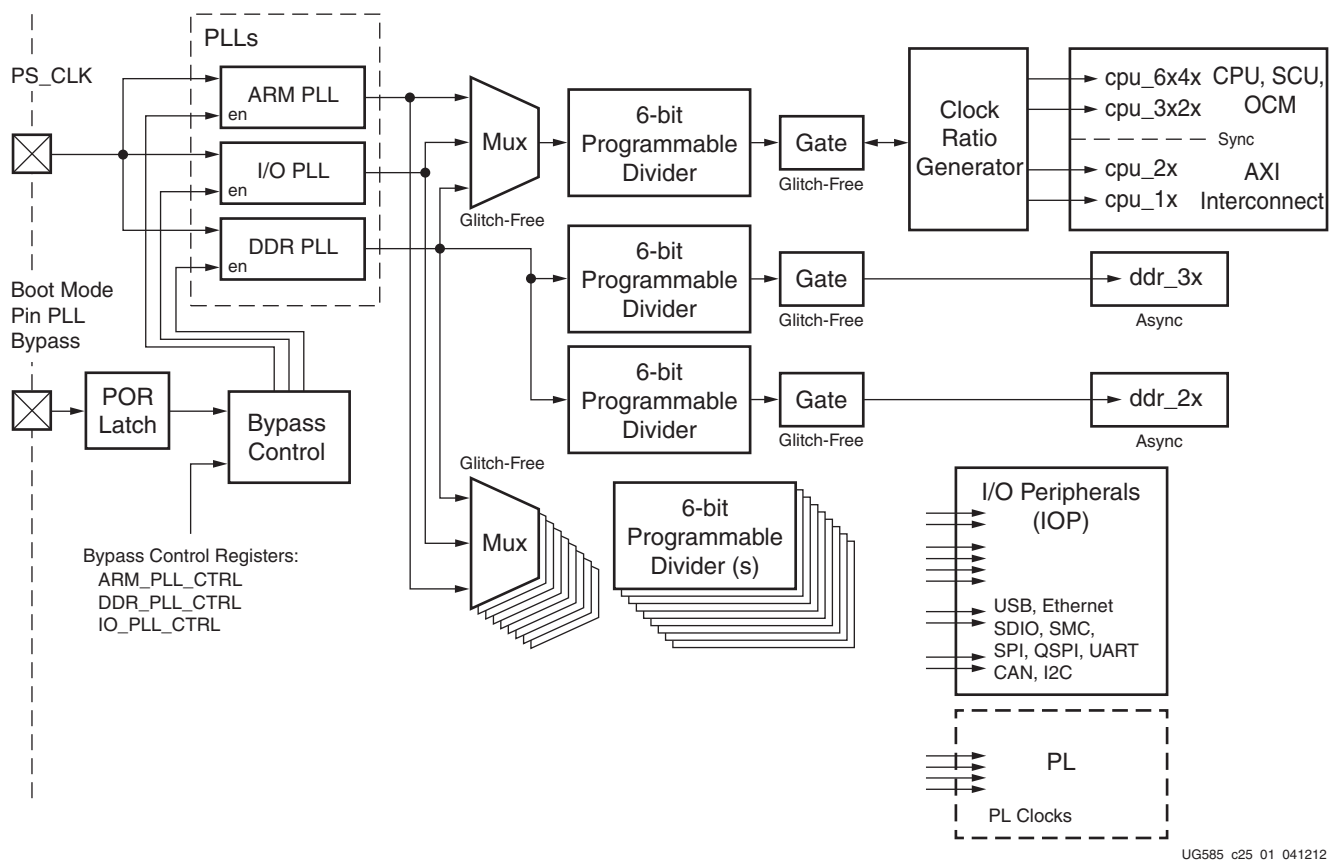 PLLs
PS_CLK
ARM PLL
en
I/O PLL
en
DDR PLL
en
Mux
Glitch-Free
6-bit
Programmable
Divider
Gate
Glitch-Free
Clock
Ratio
Generator
cpu_6x4x
cpu_3x2x
CPU, SCU,
OCM
Sync
cpu_2x
cpu_1x
AXI
Interconnect
6-bit
Programmable
Divider
Gate
Glitch-Free
ddr_3x
Async
Boot Mode
Pin PLL
Bypass
POR
Latch
Bypass
Control
6-bit
Programmable
Divider
Gate
Glitch-Free
ddr_2x
Async
Bypass Control Registers:
ARM_PLL_CTRL
DDR_PLL_CTRL
IO_PLL_CTRL
Glitch-Free
Mux
6-bit
Programmable
Divider (s)
I/O Peripherals
(IOP)
USB, Ethernet
SDIO, SMC,
SPI, QSPI, UART
CAN, I2C
PL
PL Clocks
UG585_c25_01_041212